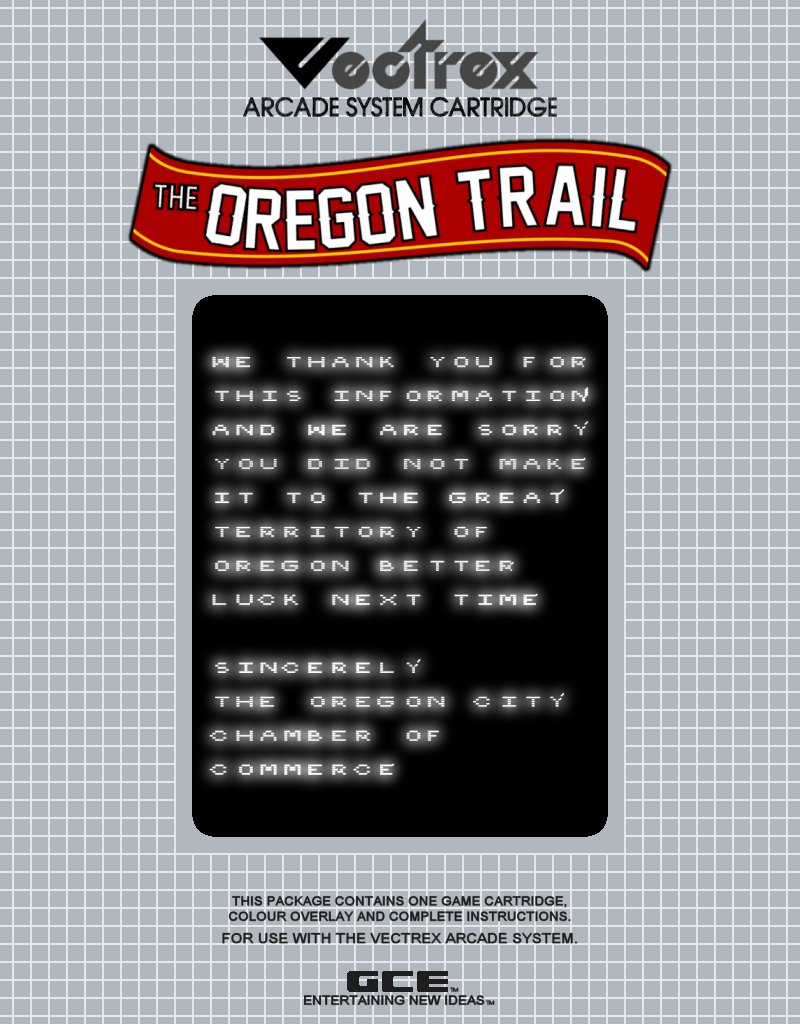 Vectrex
ARCADE SYSTEM CARTRIDGE
THE OREGON TRAIL
WE THANK YOU FOR
THIS INFORMATION
AND WE ARE SORRY
YOU DID NOT MAKE
IT TO THE GREAT
TERRITORY OF
OREGON BETTER
LUCK NEXT TIME
SINCERELY
THE OREGON CITY
CHAMBER OF
COMMERCE
THIS PACKAGE CONTAINS ONE GAME CARTRIDGE,
COLOUR OVERLAY AND COMPLETE INSTRUCTIONS.
FOR USE WITH THE VECTREX ARCADE SYSTEM.
GCE™
ENTERTAINING NEW IDEAS™